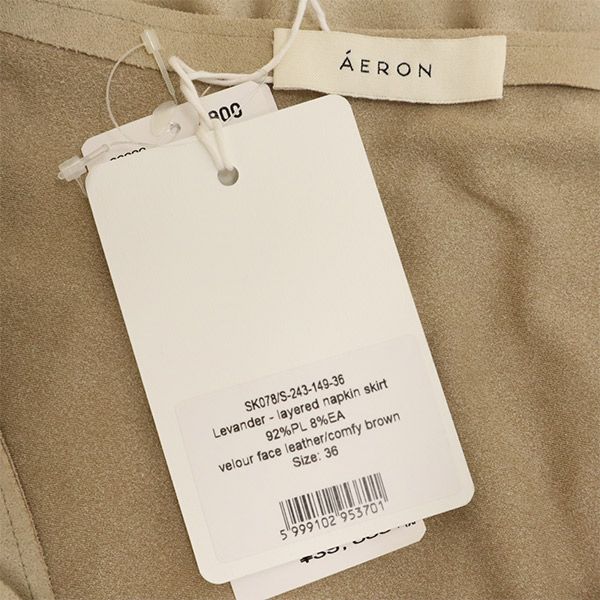 ÁERON
SK078/S-243-149-36
Levander - layered napkin skirt
92%PL 8%EA
velour face leather/comfy brown
Size: 36
5 999102 953701